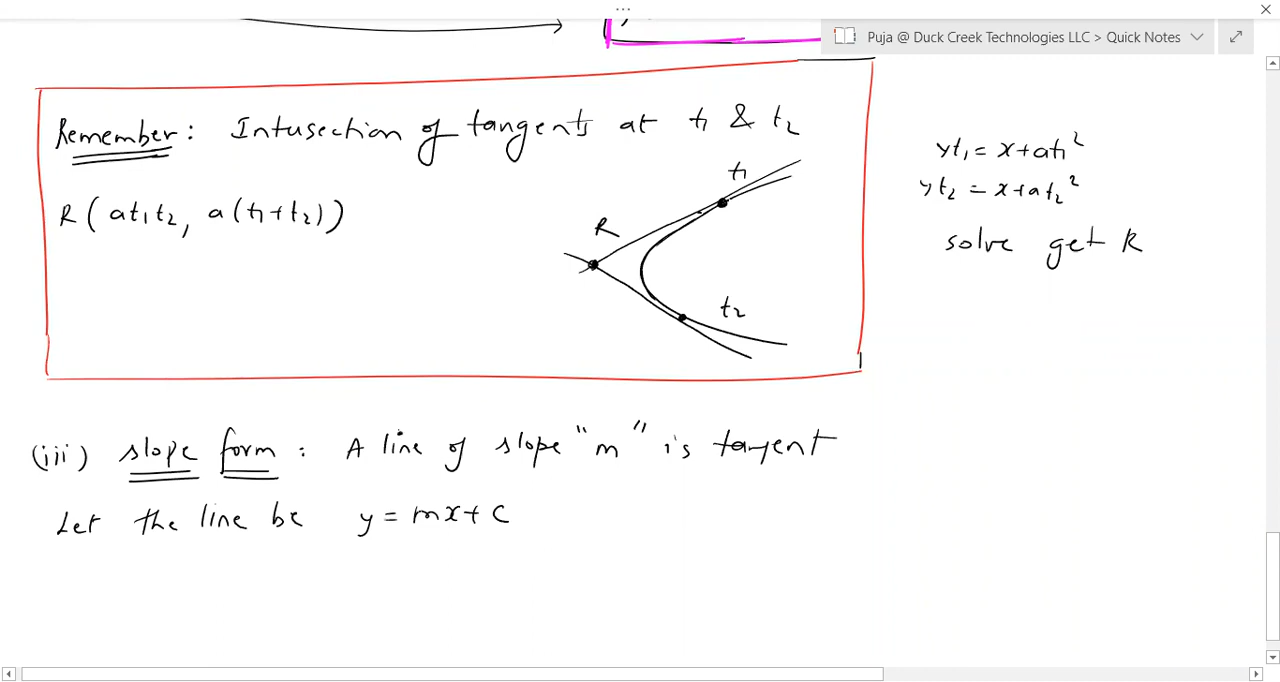 Puja @ Duck Creek Technologies LLC > Quick Notes
Remember: Intersection of tangents at t₁ & t₂
R(at₁t₂, a(t₁+t₂))
t₁
R
t₂
yt₁ = x+at₁²
yt₂ = x+at₂²
solve get R
(iii) slope form: A line of slope "m" is tangent
Let the line be y = mx+c